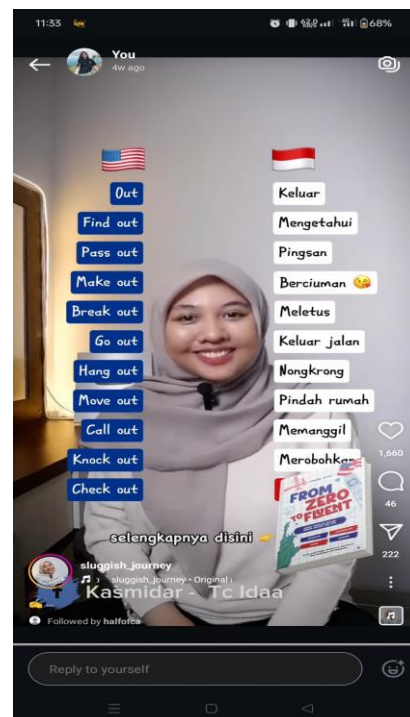 11:33
68%
You
4w ago
Out
Keluar
Find out
Mengetahui
Pass out
Pingsan
Make out
Berciuman 😘
Break out
Meletus
Go out
Keluar jalan
Hang out
Nongkrong
Move out
Pindah rumah
Call out
Memanggil
Knock out
Merobohkan
Check out
1,660
FROM
ZERO
TO FLUENT
46
selengkapnya disini 👉
222
sluggish_journey
sluggish_journey • Original
Kasmidar - Tc Idaa
Followed by halfofca
Reply to yourself